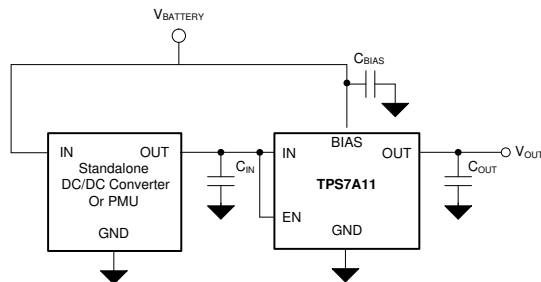 VBATTERY
CBIAS
IN
OUT
Standalone
DC/DC Converter
Or PMU
GND
CIN
IN
BIAS
OUT
TPS7A11
EN
GND
COUT
VOUT